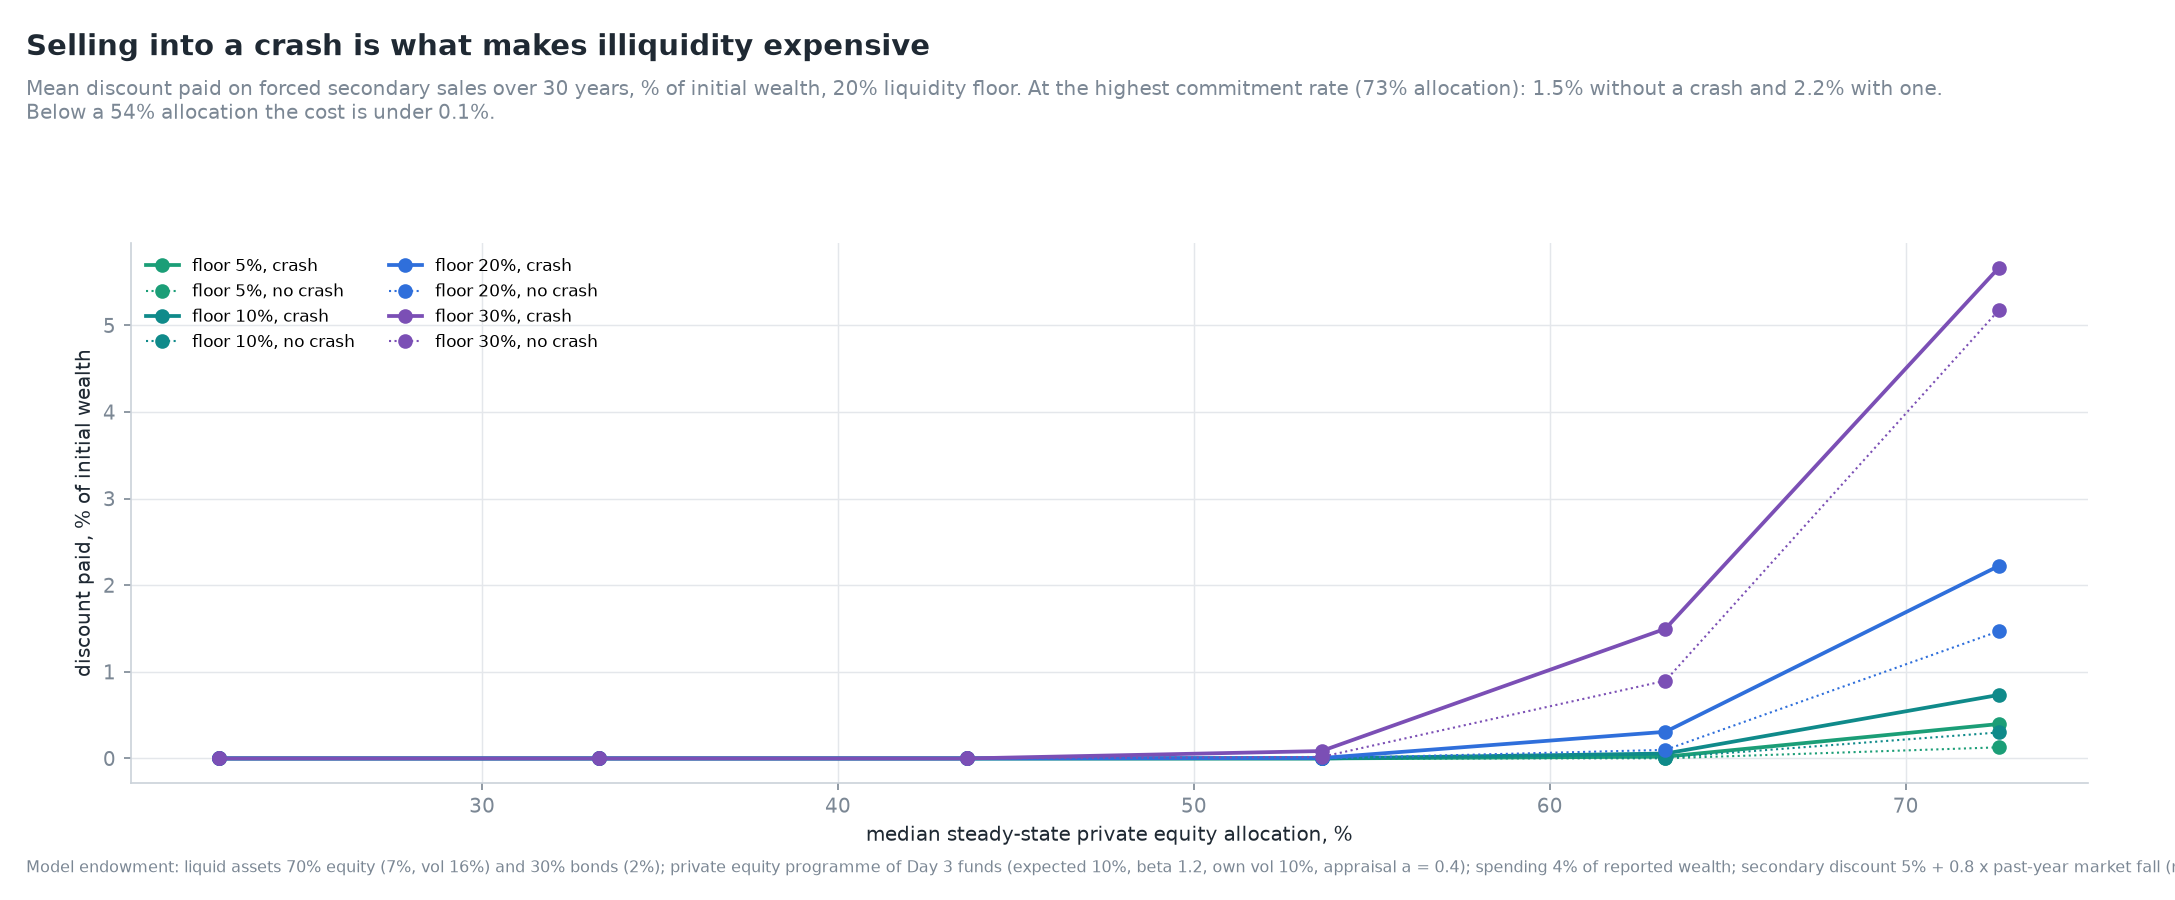 Selling into a crash is what makes illiquidity expensive
Mean discount paid on forced secondary sales over 30 years, % of initial wealth, 20% liquidity floor. At the highest commitment rate (73% allocation): 1.5% without a crash and 2.2% with one.
Below a 54% allocation the cost is under 0.1%.
floor 5%, crash
floor 5%, no crash
floor 10%, crash
floor 10%, no crash
floor 20%, crash
floor 20%, no crash
floor 30%, crash
floor 30%, no crash
discount paid, % of initial wealth
5
4
3
2
1
0
30
40
50
60
70
median steady-state private equity allocation, %
Model endowment: liquid assets 70% equity (7%, vol 16%) and 30% bonds (2%); private equity programme of Day 3 funds (expected 10%, beta 1.2, own vol 10%, appraisal a = 0.4); spending 4% of reported wealth; secondary discount 5% + 0.8 x past-year market fall